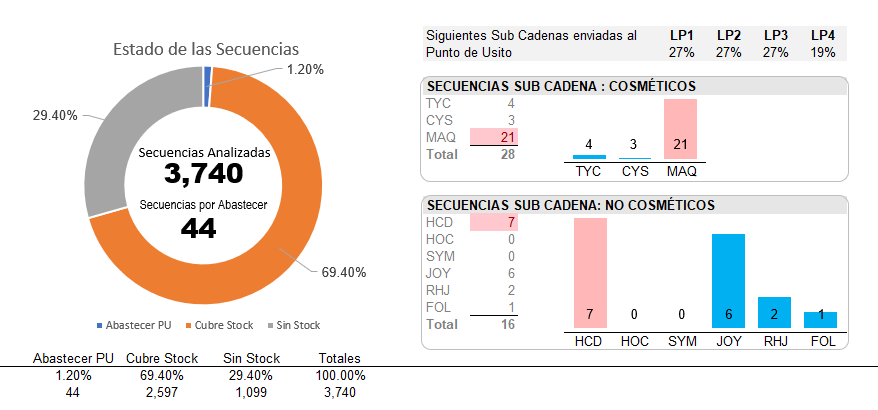 Estado de las Secuencias
1.20%
29.40%
Secuencias Analizadas
3,740
Secuencias por Abastecer
44
69.40%
Abastecer PU Cubre Stock Sin Stock
Abastecer PU Cubre Stock Sin Stock Totales
1.20% 69.40% 29.40% 100.00%
44 2,597 1,099 3,740
Siguientes Sub Cadenas enviadas al LP1 LP2 LP3 LP4
Punto de Usito 27% 27% 27% 19%
SECUENCIAS SUB CADENA : COSMÉTICOS
TYC 4
CYS 3
MAQ 21
Total 28
4 3 21
TYC CYS MAQ
SECUENCIAS SUB CADENA: NO COSMÉTICOS
HCD 7
HOC 0
SYM 0
JOY 6
RHJ 2
FOL 1
Total 16
7 0 0 6 2 1
HCD HOC SYM JOY RHJ FOL